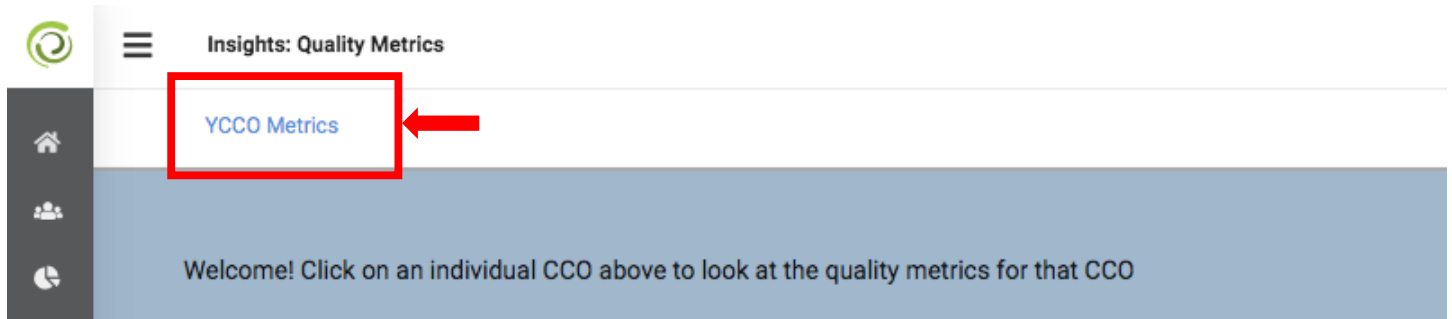 Insights: Quality Metrics
YCCO Metrics
Welcome! Click on an individual CCO above to look at the quality metrics for that CCO